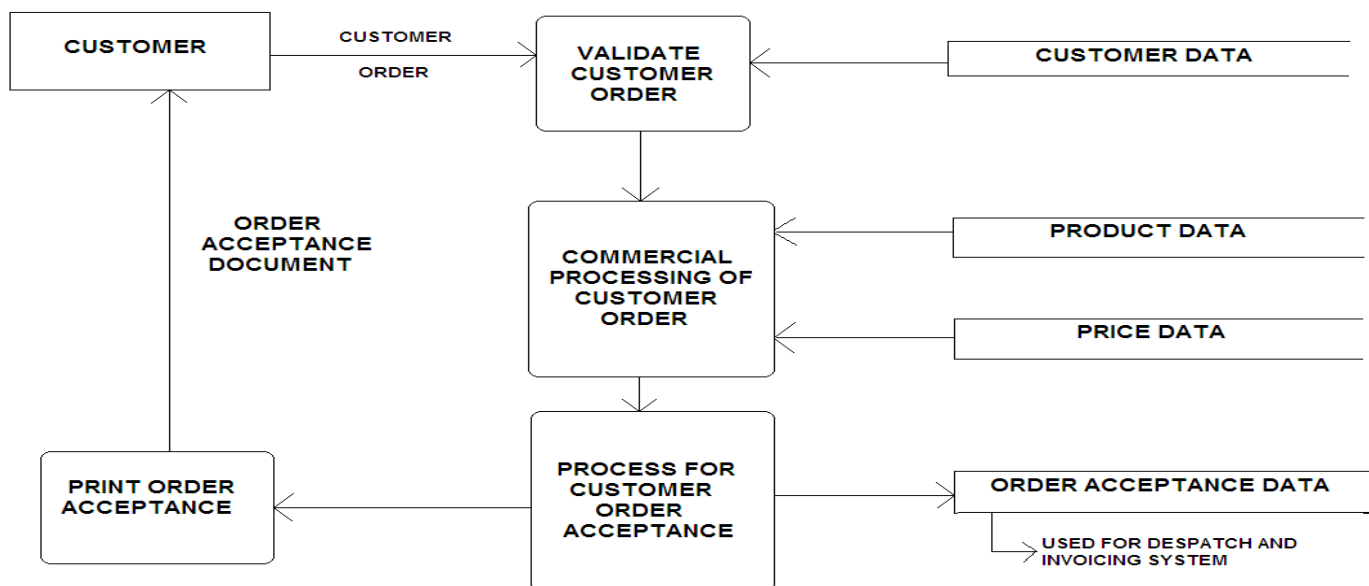 CUSTOMER
CUSTOMER
ORDER
VALIDATE
CUSTOMER
ORDER
CUSTOMER DATA
ORDER
ACCEPTANCE
DOCUMENT
COMMERCIAL
PROCESSING OF
CUSTOMER
ORDER
PRODUCT DATA
PRICE DATA
PRINT ORDER
ACCEPTANCE
PROCESS FOR
CUSTOMER
ORDER
ACCEPTANCE
ORDER ACCEPTANCE DATA
USED FOR DESPATCH AND
INVOICING SYSTEM